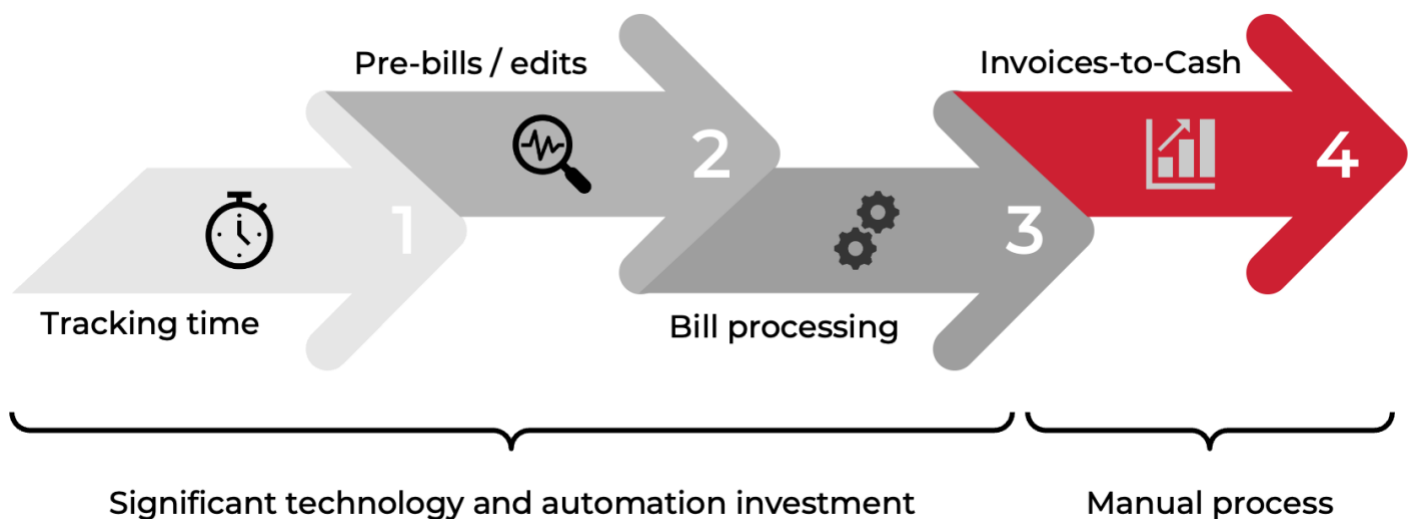 Pre-bills / edits
Invoices-to-Cash
1
2
3
4
Tracking time
Bill processing
Significant technology and automation investment
Manual process